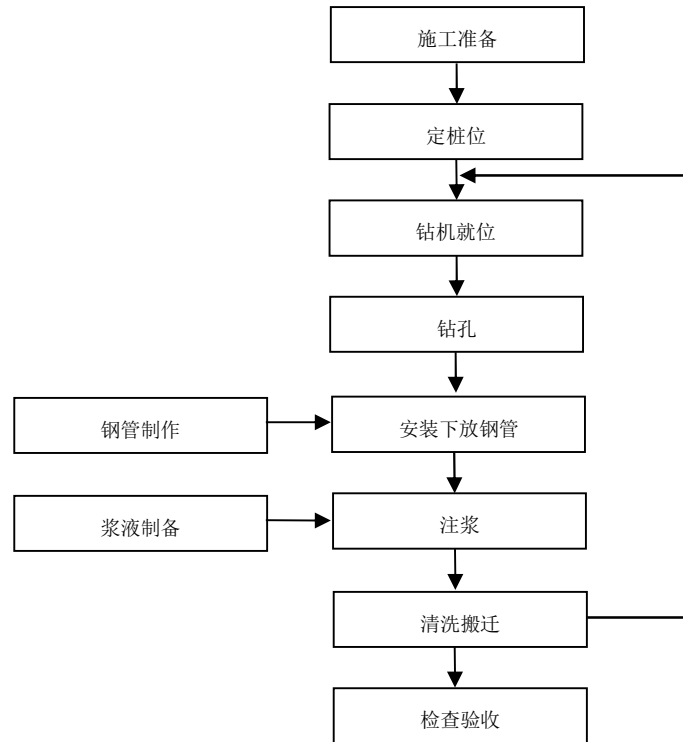 施工准备
定桩位
钻机就位
钻孔
钢管制作
安装下放钢管
浆液制备
注浆
清洗搬迁
检查验收